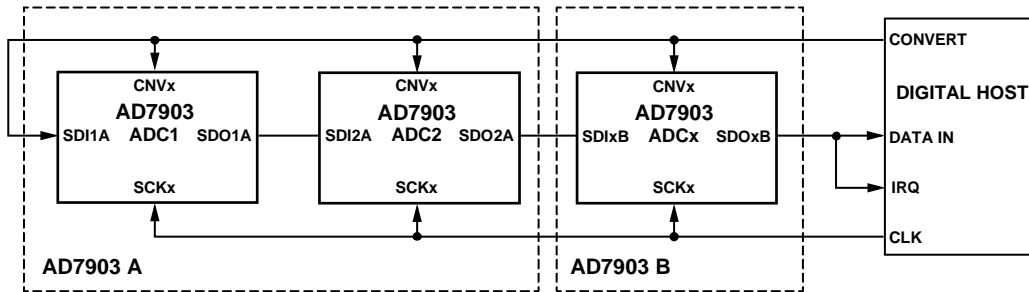 CONVERT
CNVx
AD7903
SDI1A ADC1 SDO1A
SCKx
CNVx
AD7903
SDI2A ADC2 SDO2A
SCKx
CNVx
AD7903
SDIxB ADCx SDOxB
SCKx
DIGITAL HOST
DATA IN
IRQ
CLK
AD7903 A
AD7903 B